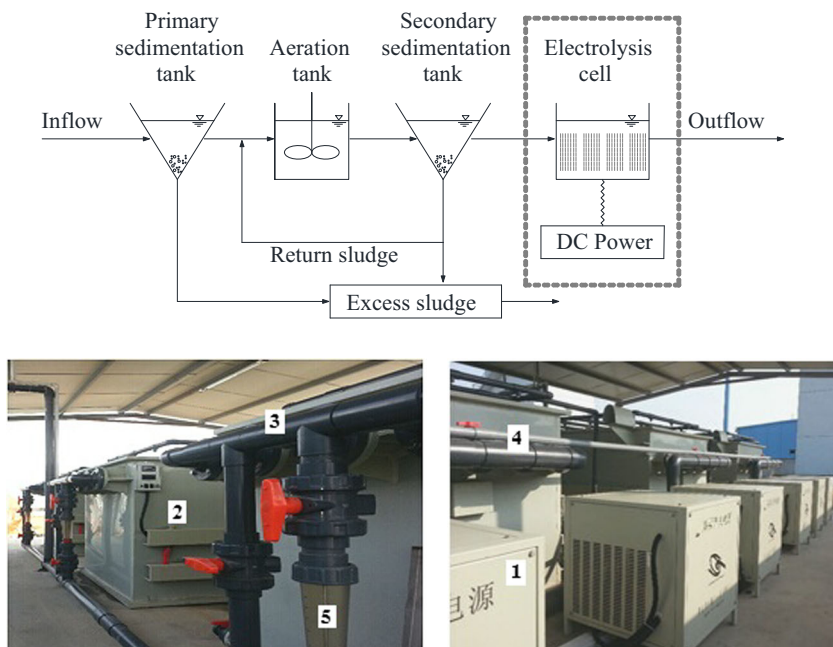 Primary
sedimentation
tank
Aeration
tank
Secondary
sedimentation
tank
Electrolysis
cell
Inflow
Outflow
Return sludge
DC Power
Excess sludge
3
2
5
4
1
电源